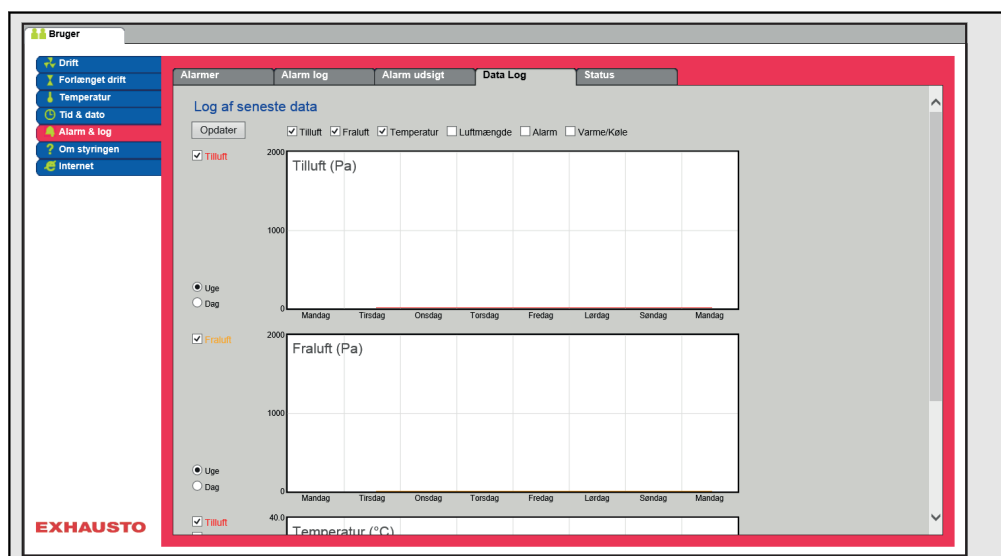 Bruger
Drift
Forlænget drift
Temperatur
Tid & dato
Alarm & log
Om styringen
Internet
Alarmer Alarm log Alarm udsigt Data Log Status
Log af seneste data
Opdater Tilluft Fraluft Temperatur Luftmængde Alarm Varme/Køle
Tilluft
2000
Tilluft (Pa)
1000
Uge
Dag
0
Mandag Tirsdag Onsdag Torsdag Fredag Lørdag Søndag Mandag
Fraluft
2000
Fraluft (Pa)
1000
Uge
Dag
0
Mandag Tirsdag Onsdag Torsdag Fredag Lørdag Søndag Mandag
Tilluft
40.0
Temperatur (°C)
EXHAUSTO